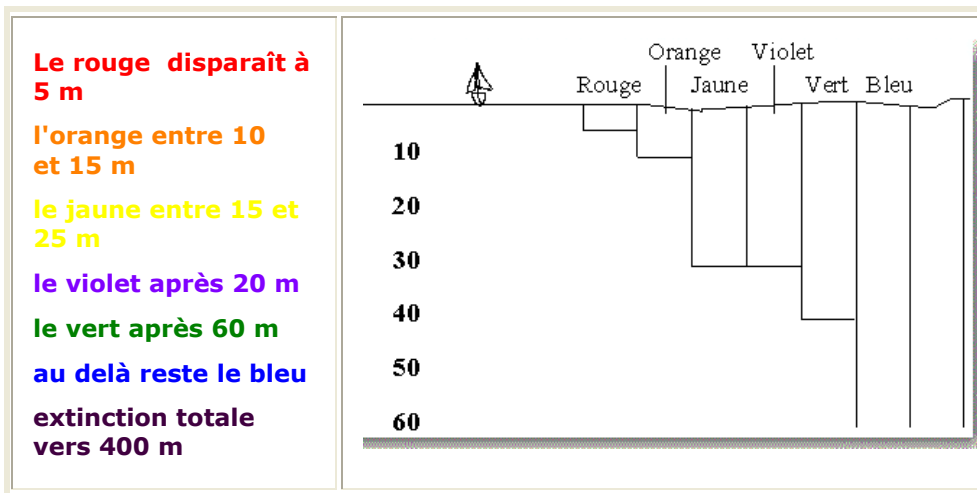 Le rouge disparaît à
5 m
l'orange entre 10
et 15 m
le jaune entre 15 et
25 m
le violet après 20 m
le vert après 60 m
au delà reste le bleu
extinction totale
vers 400 m
Orange Violet
Rouge Jaune Vert Bleu
10
20
30
40
50
60